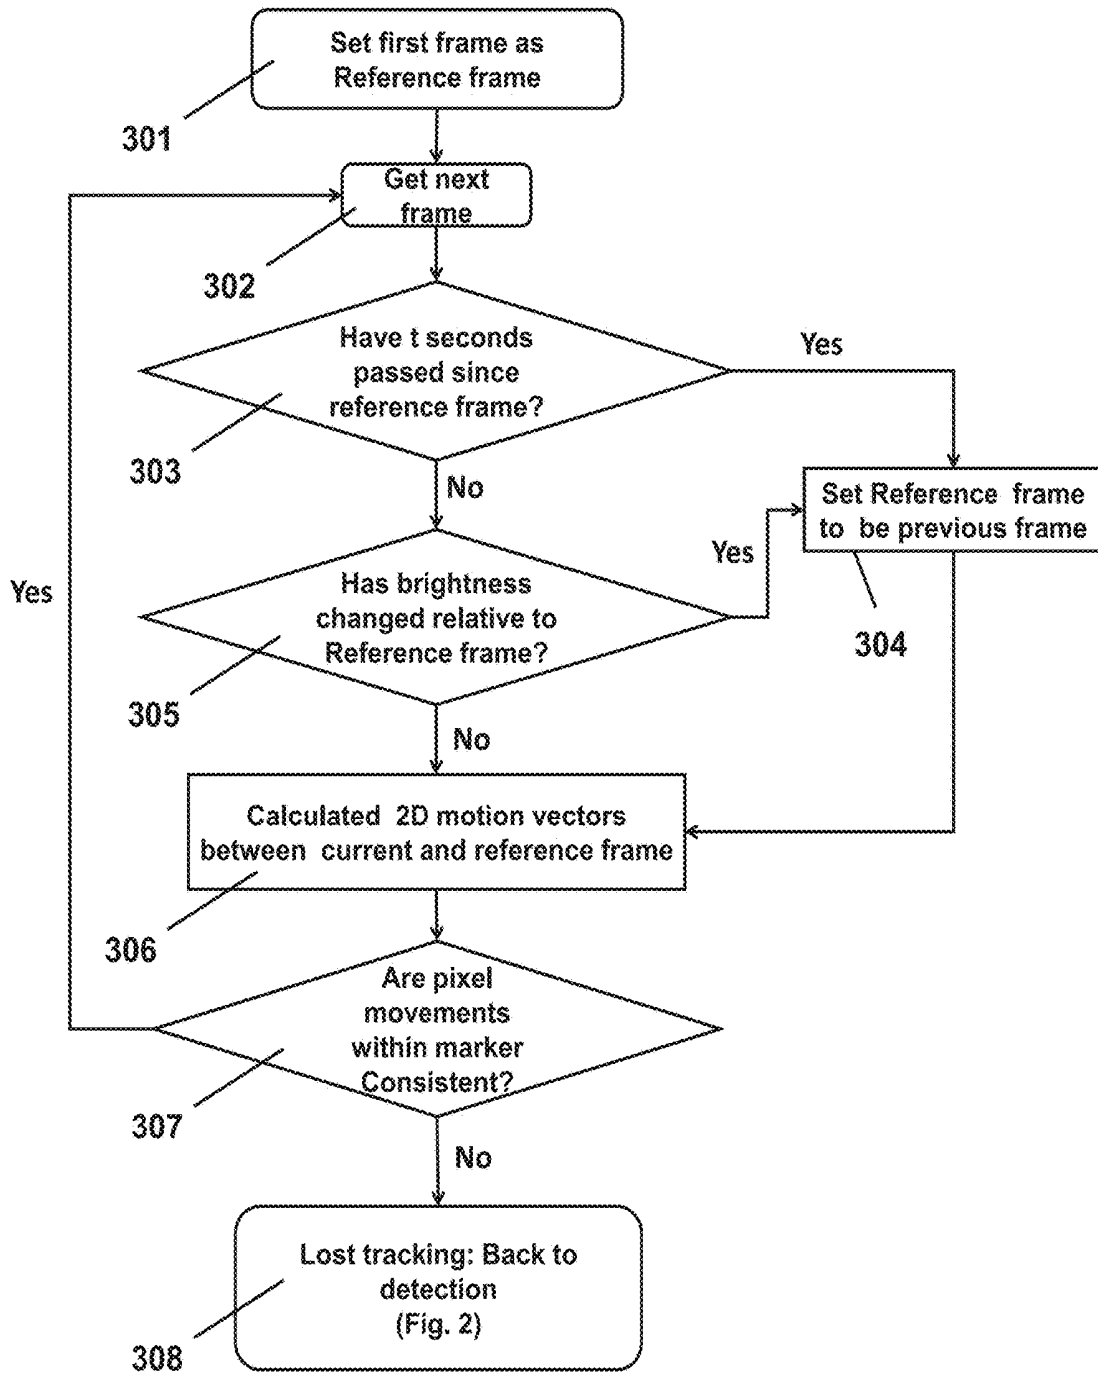 Set first frame as
Reference frame
301
Get next
frame
302
Have t seconds
passed since
reference frame?
Yes
303
No
Set Reference frame
to be previous frame
Yes
Yes
Has brightness
changed relative to
Reference frame?
304
305
No
Calculated 2D motion vectors
between current and reference frame
306
Are pixel
movements
within marker
Consistent?
307
No
Lost tracking: Back to
detection
(Fig. 2)
308